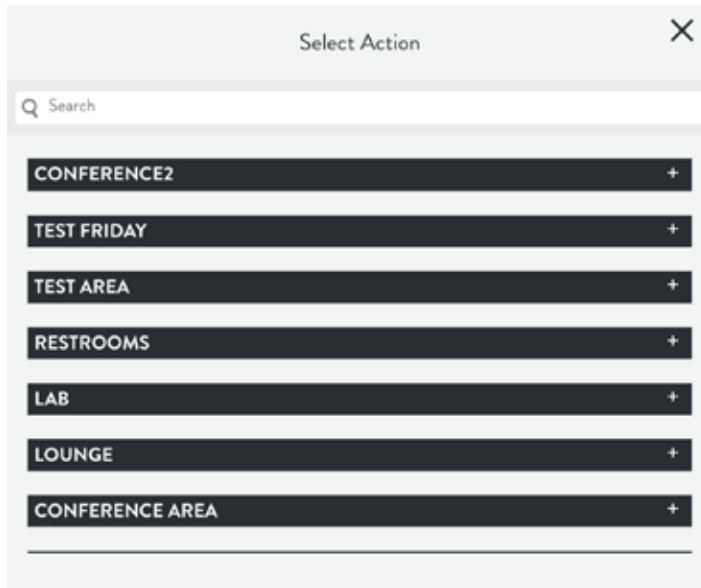 Select Action
Search
CONFERENCE2 +
TEST FRIDAY +
TEST AREA +
RESTROOMS +
LAB +
LOUNGE +
CONFERENCE AREA +